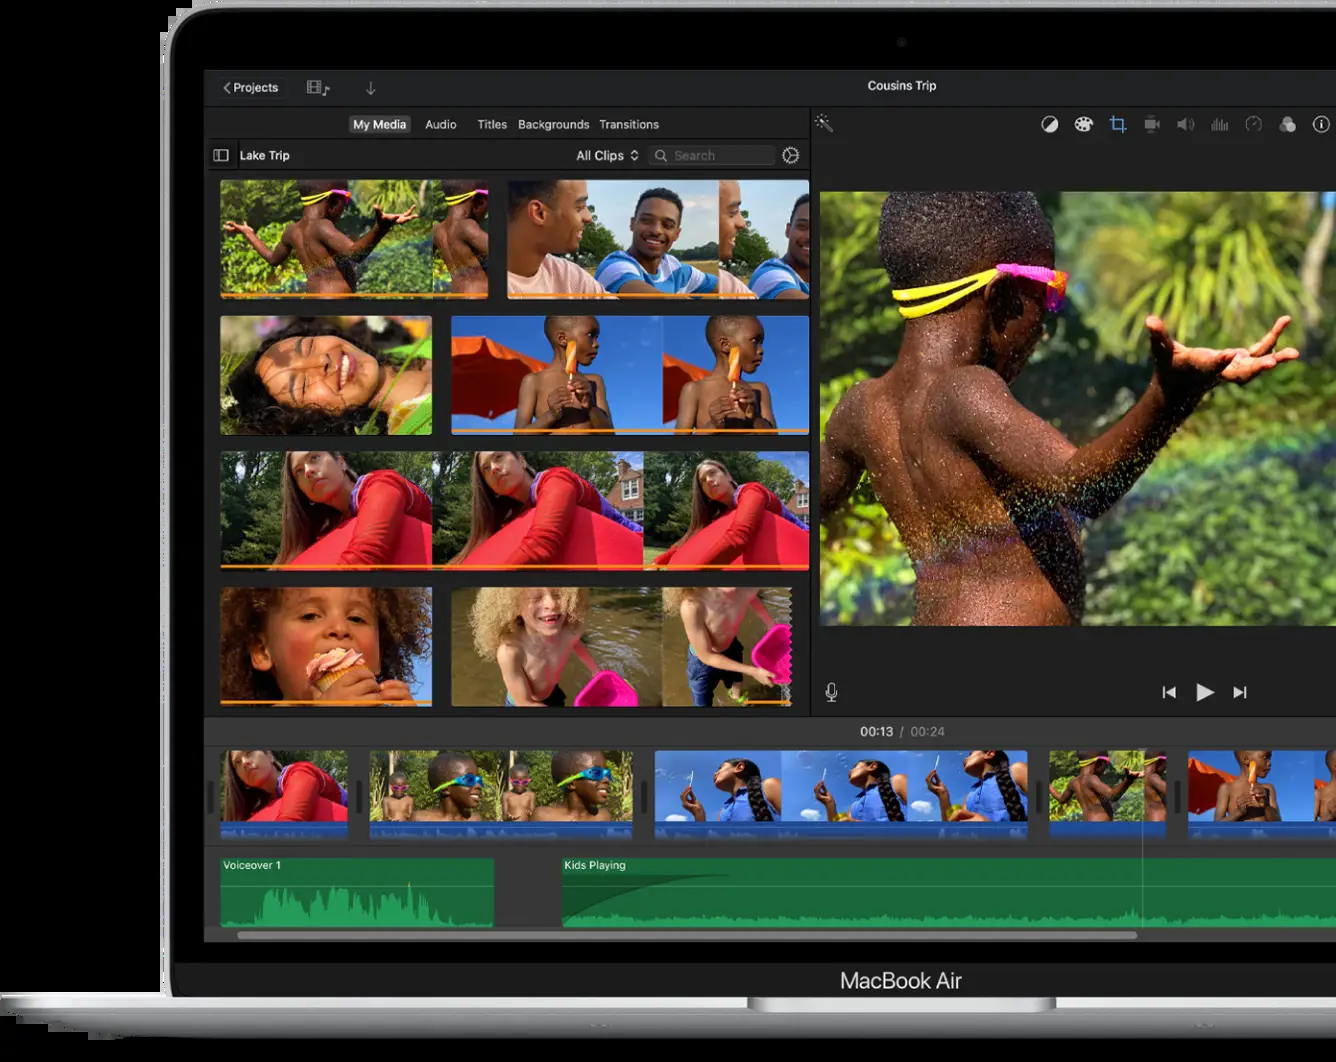 Projects
Cousins Trip
My Media Audio Titles Backgrounds Transitions
Lake Trip All Clips Search
00:13 / 00:24
Voiceover 1 Kids Playing
MacBook Air